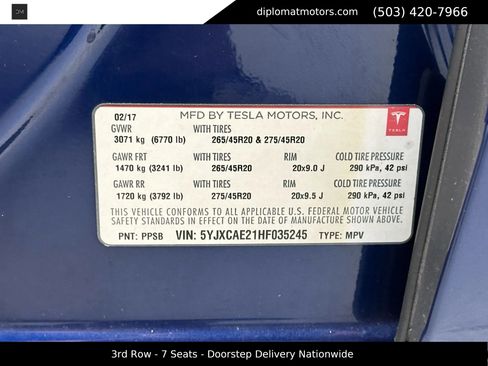 DM
diplomatmotors.com (503) 420-7966
02/17 MFD BY TESLA MOTORS, INC.
GVWR WITH TIRES
3071 kg (6770 lb) 265/45R20 & 275/45R20
TESLA
GAWR FRT WITH TIRES RIM COLD TIRE PRESSURE
1470 kg (3241 lb) 265/45R20 20x9.0 J 290 kPa, 42 psi
GAWR RR WITH TIRES RIM COLD TIRE PRESSURE
1720 kg (3792 lb) 275/45R20 20x9.5 J 290 kPa, 42 psi
THIS VEHICLE CONFORMS TO ALL APPLICABLE U.S. FEDERAL MOTOR VEHICLE
SAFETY STANDARDS IN EFFECT ON DATE OF MANUFACTURE SHOWN ABOVE.
PNT: PPSB VIN: 5YJXCAE21HF035245 TYPE: MPV
3rd Row - 7 Seats - Doorstep Delivery Nationwide